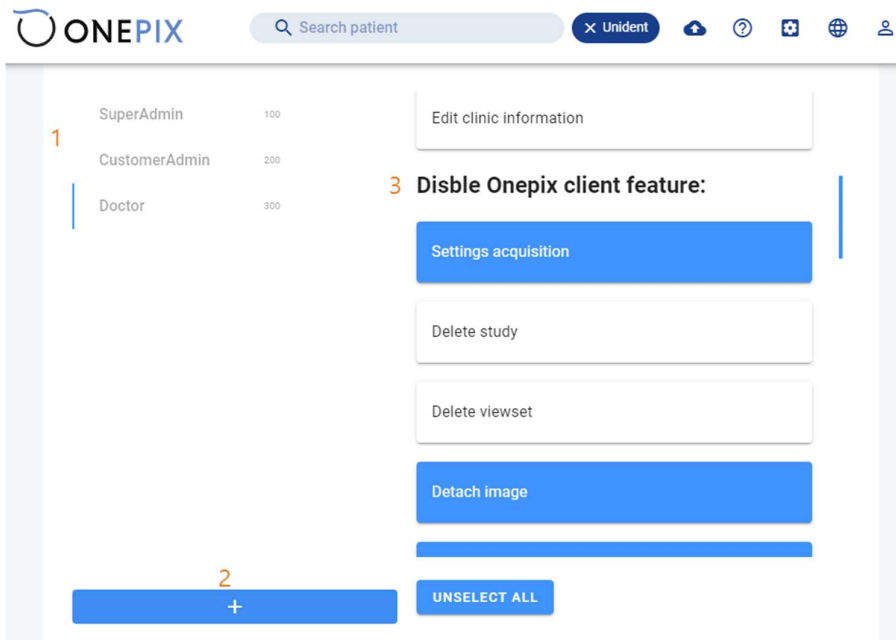 ONEPIX
Search patient
× Unident
1
SuperAdmin 100
CustomerAdmin 200
Doctor 300
2
+
Edit clinic information
3 Disble Onepix client feature:
Settings acquisition
Delete study
Delete viewset
Detach image
UNSELECT ALL